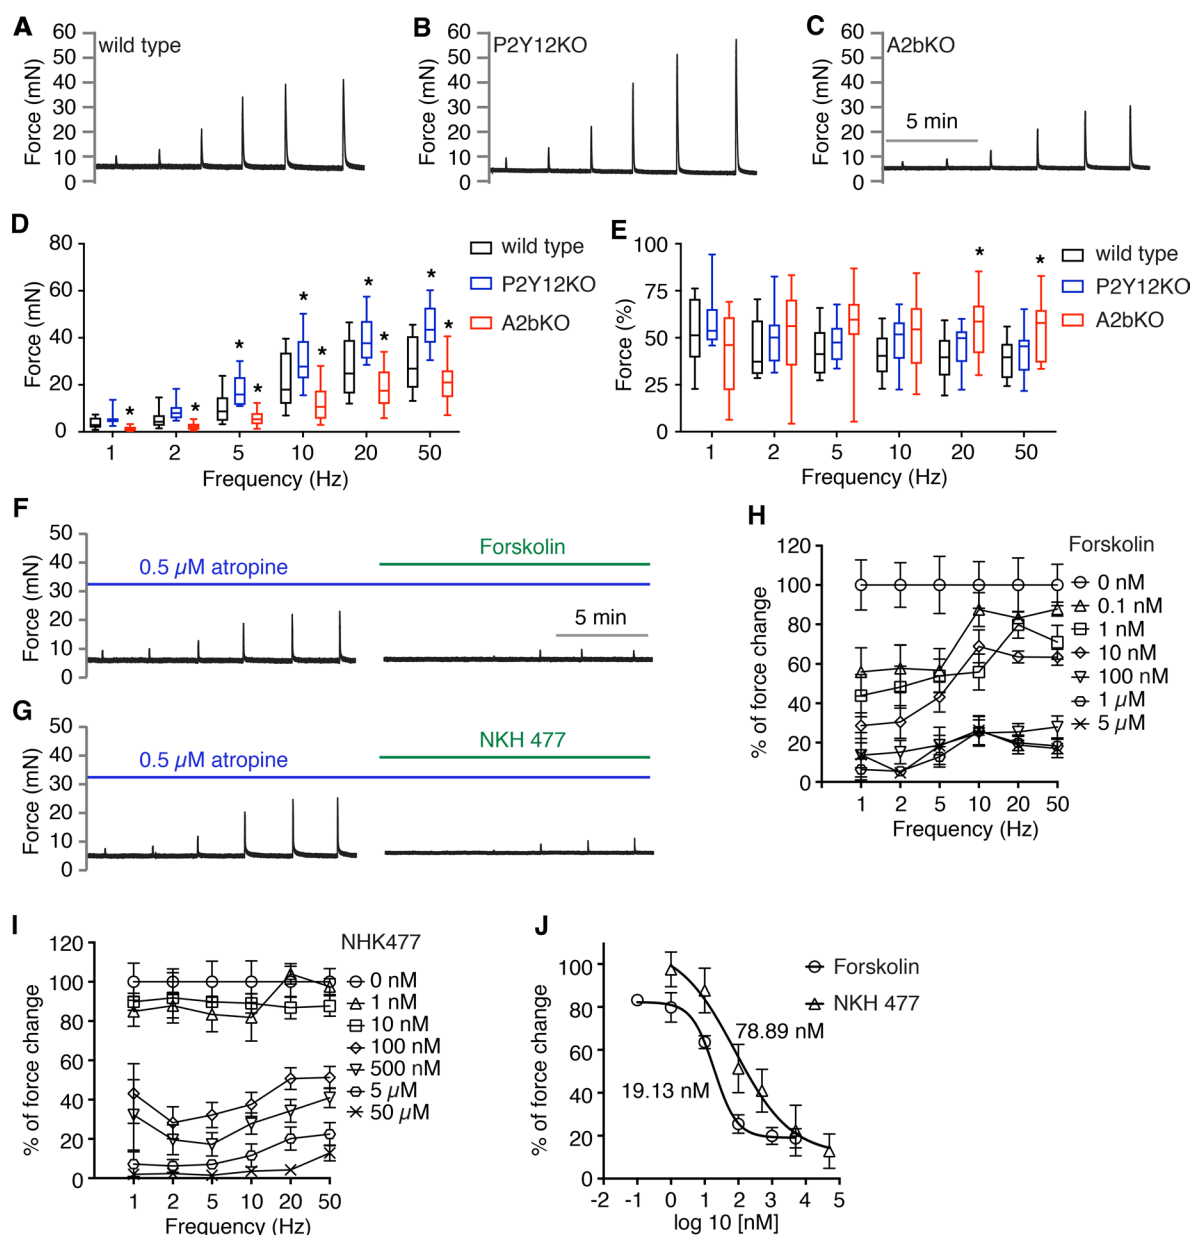 A
wild type
Force (mN)
60
50
40
30
20
10
0
B
P2Y12KO
Force (mN)
60
50
40
30
20
10
0
C
A2bKO
5 min
Force (mN)
60
50
40
30
20
10
0
D
Force (mN)
80
60
40
20
0
* * * * * * * * * *
1 2 5 10 20 50
Frequency (Hz)
wild type
P2Y12KO
A2bKO
E
Force (%)
100
75
50
25
0
* *
1 2 5 10 20 50
Frequency (Hz)
wild type
P2Y12KO
A2bKO
F
Force (mN)
50
40
30
20
10
0
0.5 µM atropine
Forskolin
5 min
G
Force (mN)
50
40
30
20
10
0
0.5 µM atropine
NKH 477
H
% of force change
120
100
80
60
40
20
0
1 2 5 10 20 50
Frequency (Hz)
Forskolin
0 nM
0.1 nM
1 nM
10 nM
100 nM
1 µM
5 µM
I
% of force change
120
100
80
60
40
20
0
1 2 5 10 20 50
Frequency (Hz)
NHK477
0 nM
1 nM
10 nM
100 nM
500 nM
5 µM
50 µM
J
% of force change
100
80
60
40
20
0
-2 -1 0 1 2 3 4 5
log 10 [nM]
Forskolin
NKH 477
78.89 nM
19.13 nM